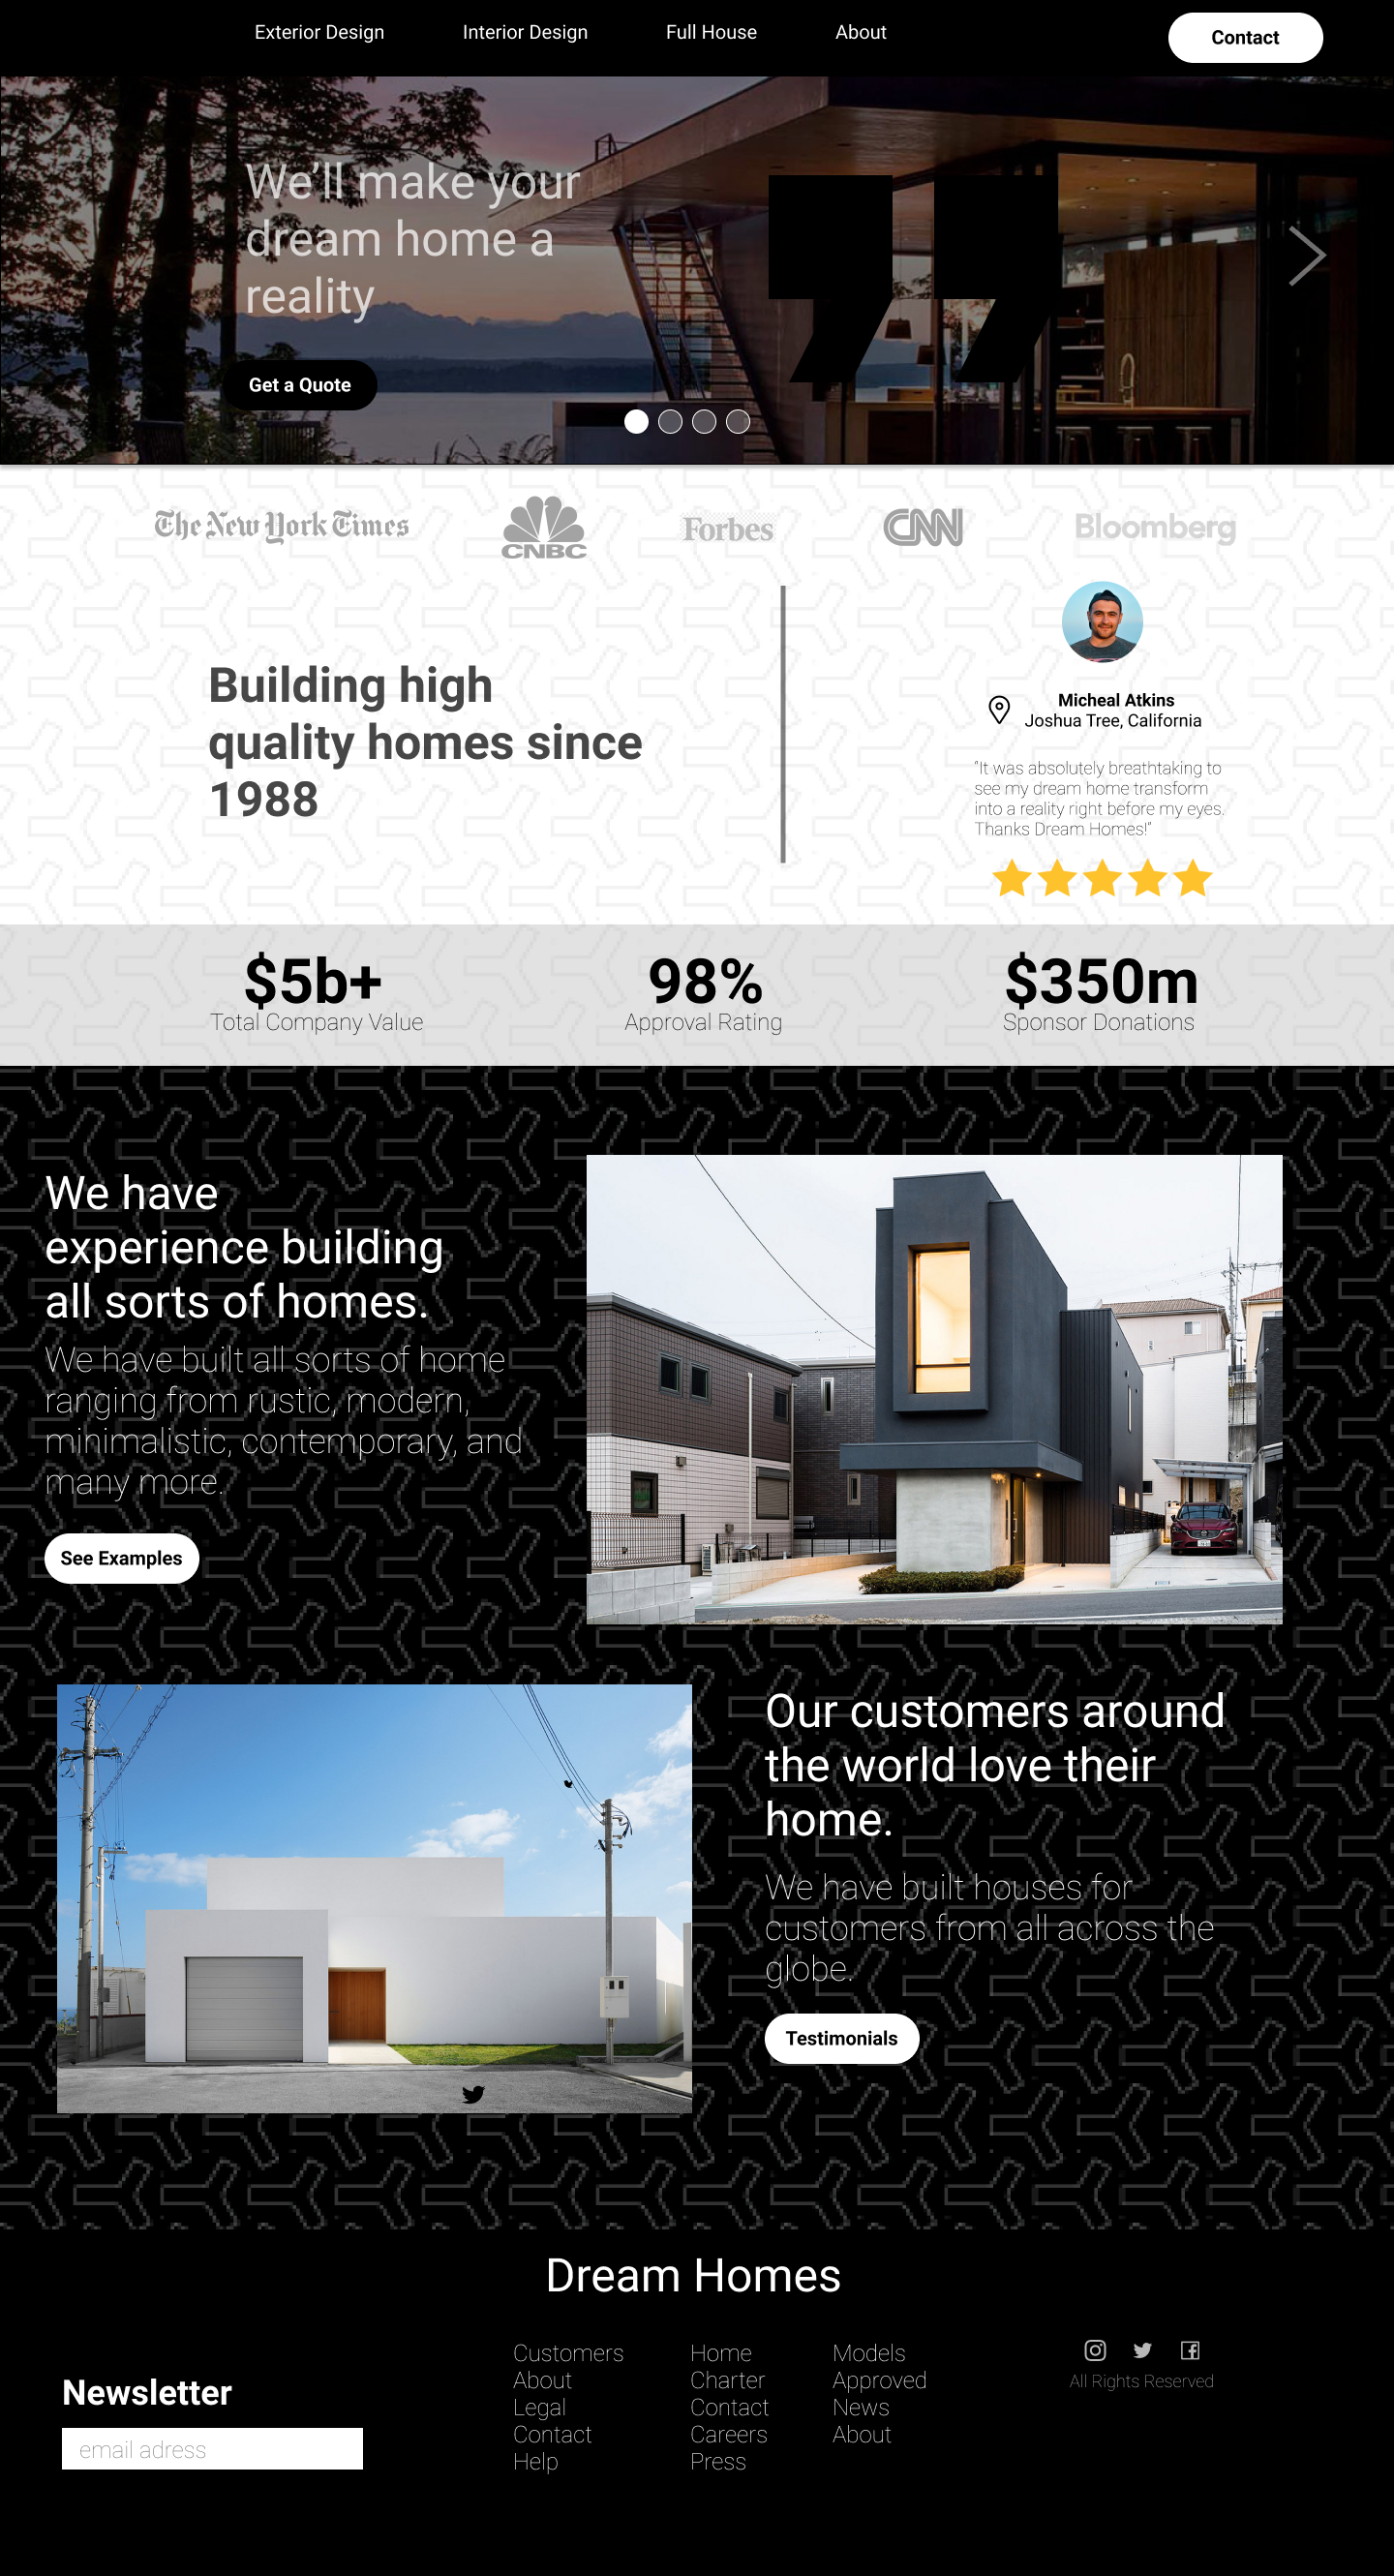 Exterior Design
Interior Design
Full House
About
Contact
We'll make your
dream home a
reality
Get a Quote
The New York Times
CNBC
Forbes
CNN
Bloomberg
Building high
quality homes since
1988
Micheal Atkins
Joshua Tree, California
“It was absolutely breathtaking to
see my dream home transform
into a reality right before my eyes.
Thanks Dream Homes!”
$5b+
Total Company Value
98%
Approval Rating
$350m
Sponsor Donations
We have
experience building
all sorts of homes.
We have built all sorts of home
ranging from rustic, modern,
minimalistic, contemporary, and
many more.
See Examples
Our customers around
the world love their
home.
We have built houses for
customers from all across the
globe.
Testimonials
Dream Homes
Newsletter
email adress
Customers
About
Legal
Contact
Help
Home
Charter
Contact
Careers
Press
Models
Approved
News
About
All Rights Reserved